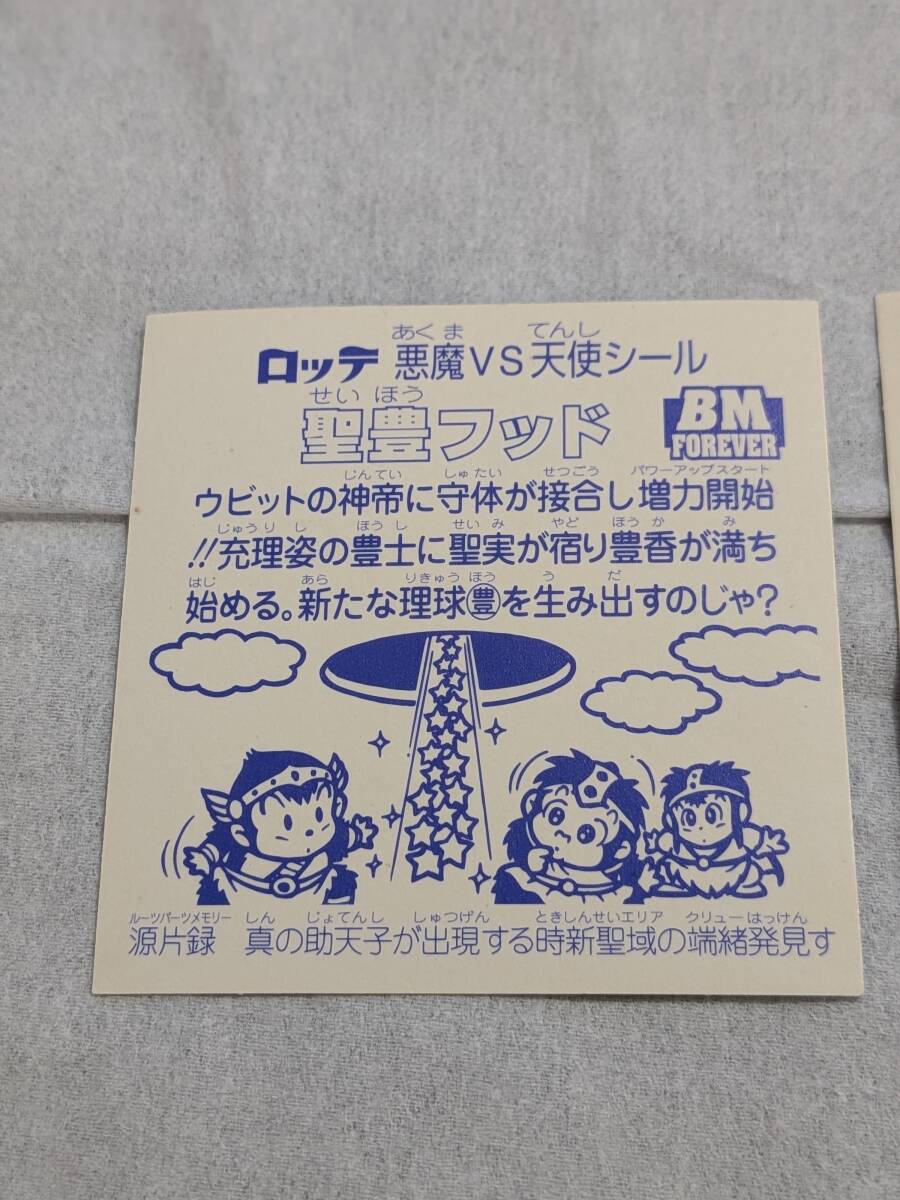 あくま てんし
ロッテ 悪魔VS天使シール
せいほう
聖豊フッド
BM
FOREVER
じんてい しゅたい せつごう パワーアップスタート
ウビットの神帝に守体が接合し増力開始
じゅうりし ほうし せいみ やど ほうか み
!!充理姿の豊士に聖実が宿り豊香が満ち
はじ あら りきゅうほう う だ
始める。新たな理球豊を生み出すのじゃ?
ルーツパーツメモリー しん じょてんし しゅつげん ときしんせいエリア クリューはっけん
源片録 真の助天子が出現する時新聖域の端緒発見す